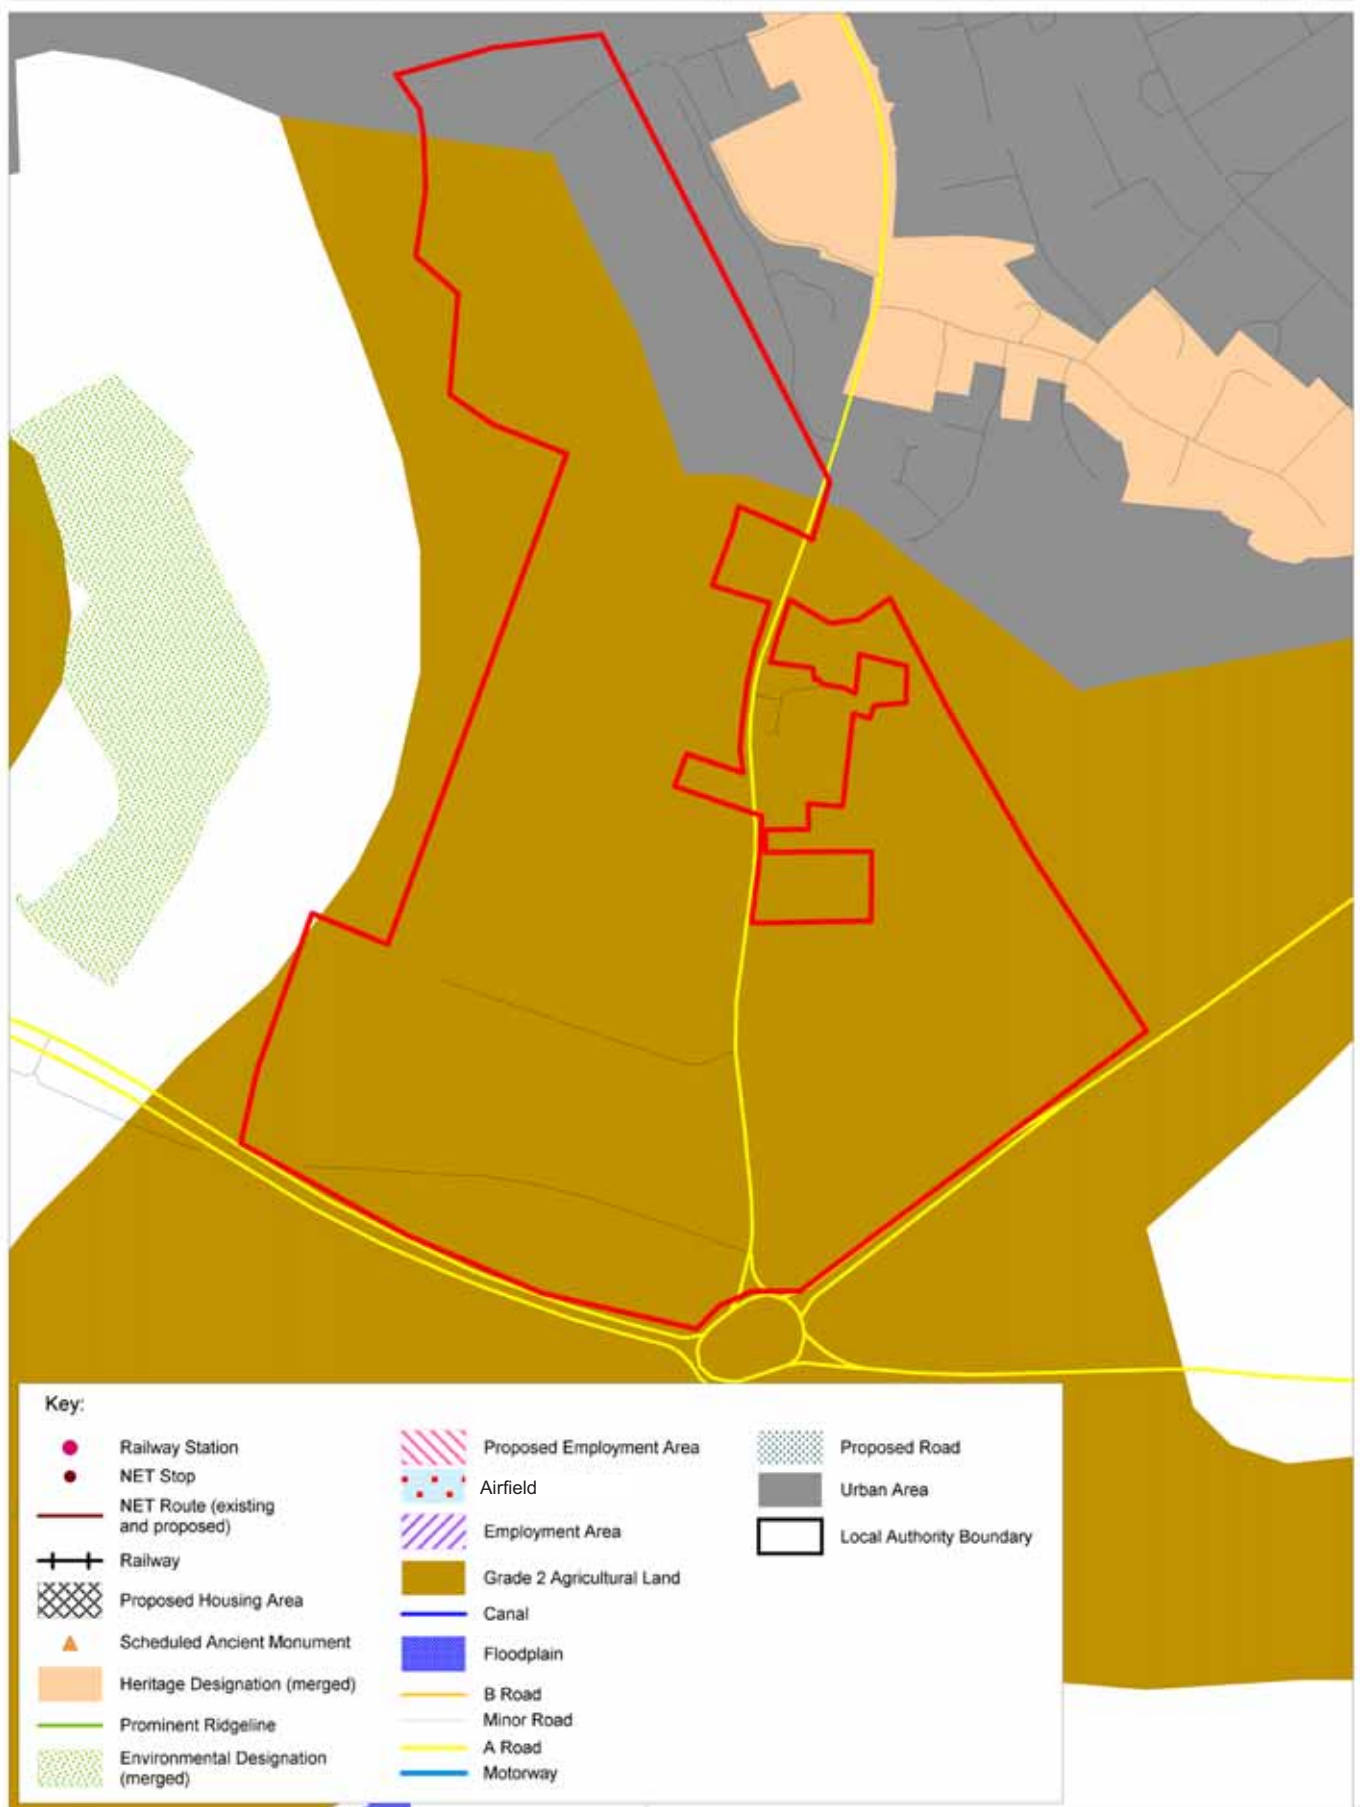 Key:
Railway Station
NET Stop
NET Route (existing
and proposed)
Railway
Proposed Housing Area
Scheduled Ancient Monument
Heritage Designation (merged)
Prominent Ridgeline
Environmental Designation
(merged)
Proposed Employment Area
Airfield
Employment Area
Grade 2 Agricultural Land
Canal
Floodplain
B Road
Minor Road
A Road
Motorway
Proposed Road
Urban Area
Local Authority Boundary